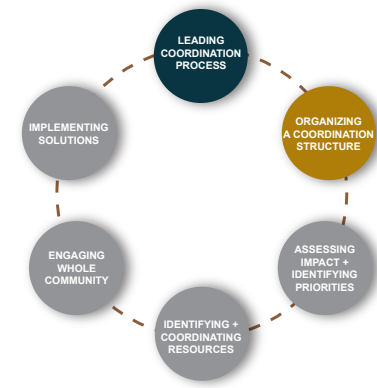 LEADING
COORDINATION
PROCESS
ORGANIZING
A COORDINATION
STRUCTURE
ASSESSING
IMPACT +
IDENTIFYING
PRIORITIES
IDENTIFYING +
COORDINATING
RESOURCES
ENGAGING
WHOLE
COMMUNITY
IMPLEMENTING
SOLUTIONS